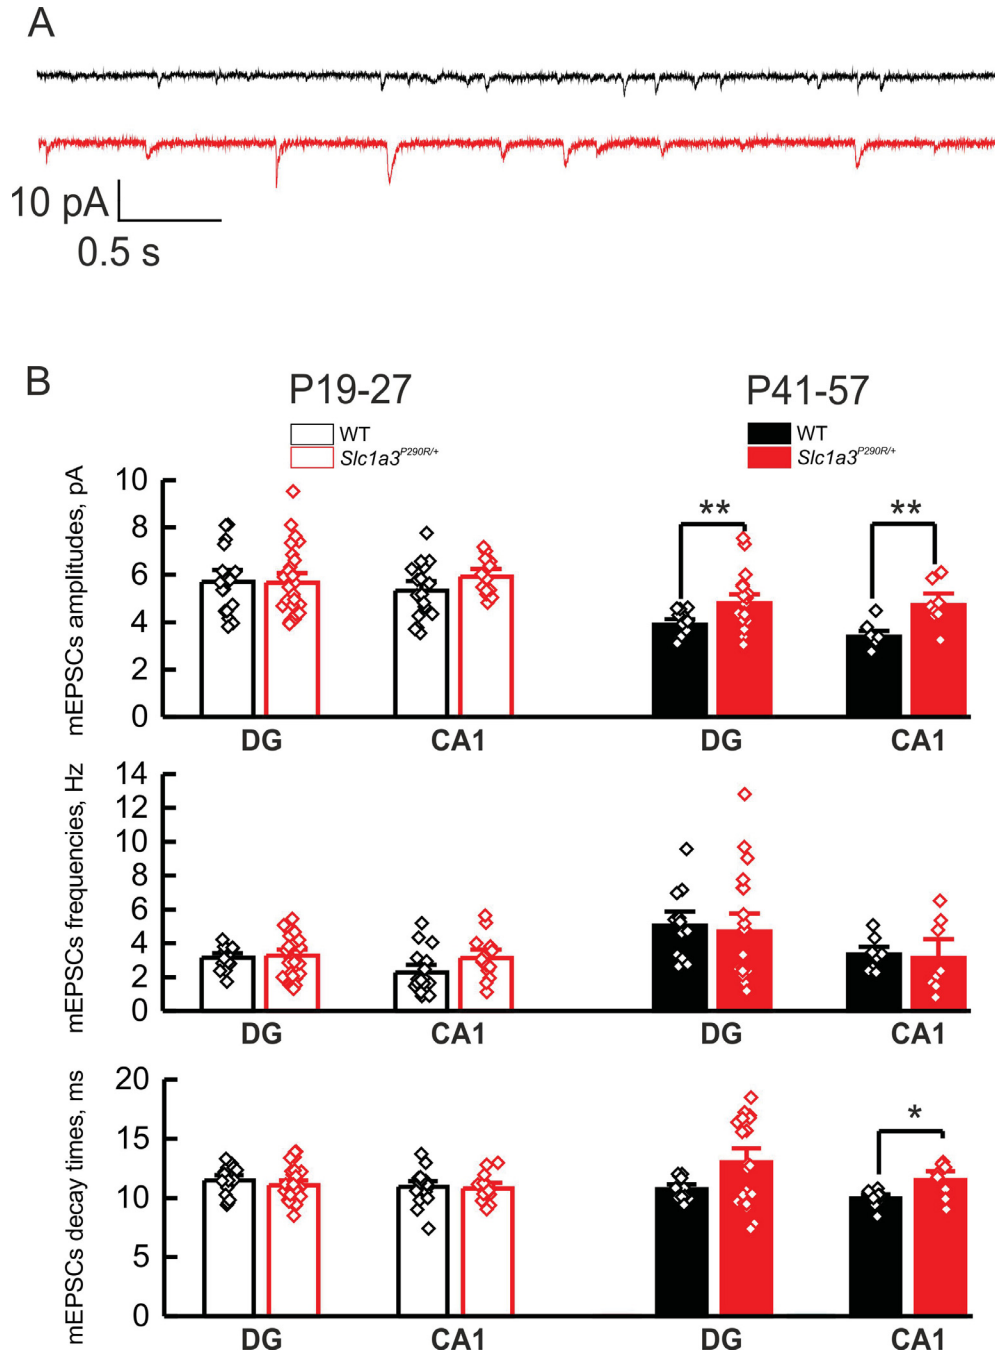 A
10 pA
0.5 s
B
P19-27
P41-57
WT
Slc1a3P290R/+
WT
Slc1a3P290R/+
mEPSCs amplitudes, pA
10
8
6
4
2
0
**
**
DG
CA1
DG
CA1
mEPSCs frequencies, Hz
14
12
10
8
6
4
2
0
DG
CA1
DG
CA1
mEPSCs decay times, ms
20
15
10
5
0
*
DG
CA1
DG
CA1